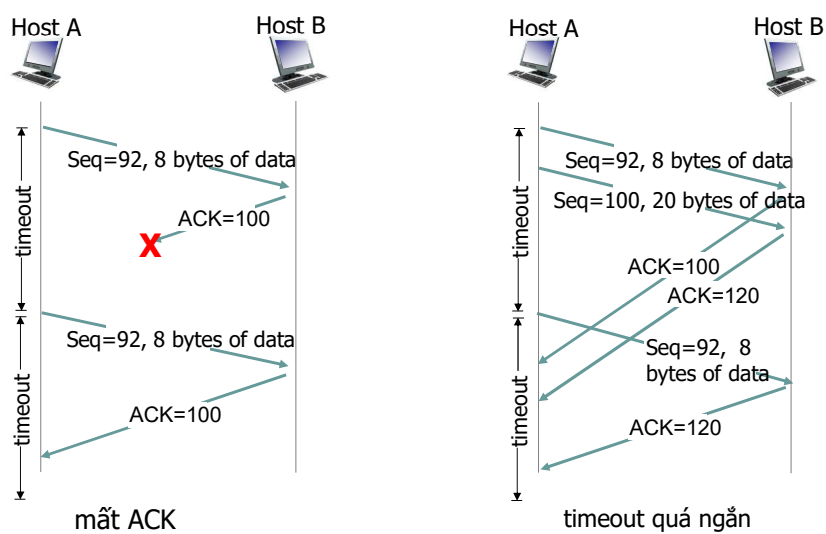 Host A
Host B
Seq=92, 8 bytes of data
ACK=100
X
timeout
Seq=92, 8 bytes of data
ACK=100
timeout
mất ACK
Host A
Host B
Seq=92, 8 bytes of data
Seq=100, 20 bytes of data
timeout
ACK=100
ACK=120
Seq=92, 8
bytes of data
timeout
ACK=120
timeout quá ngắn